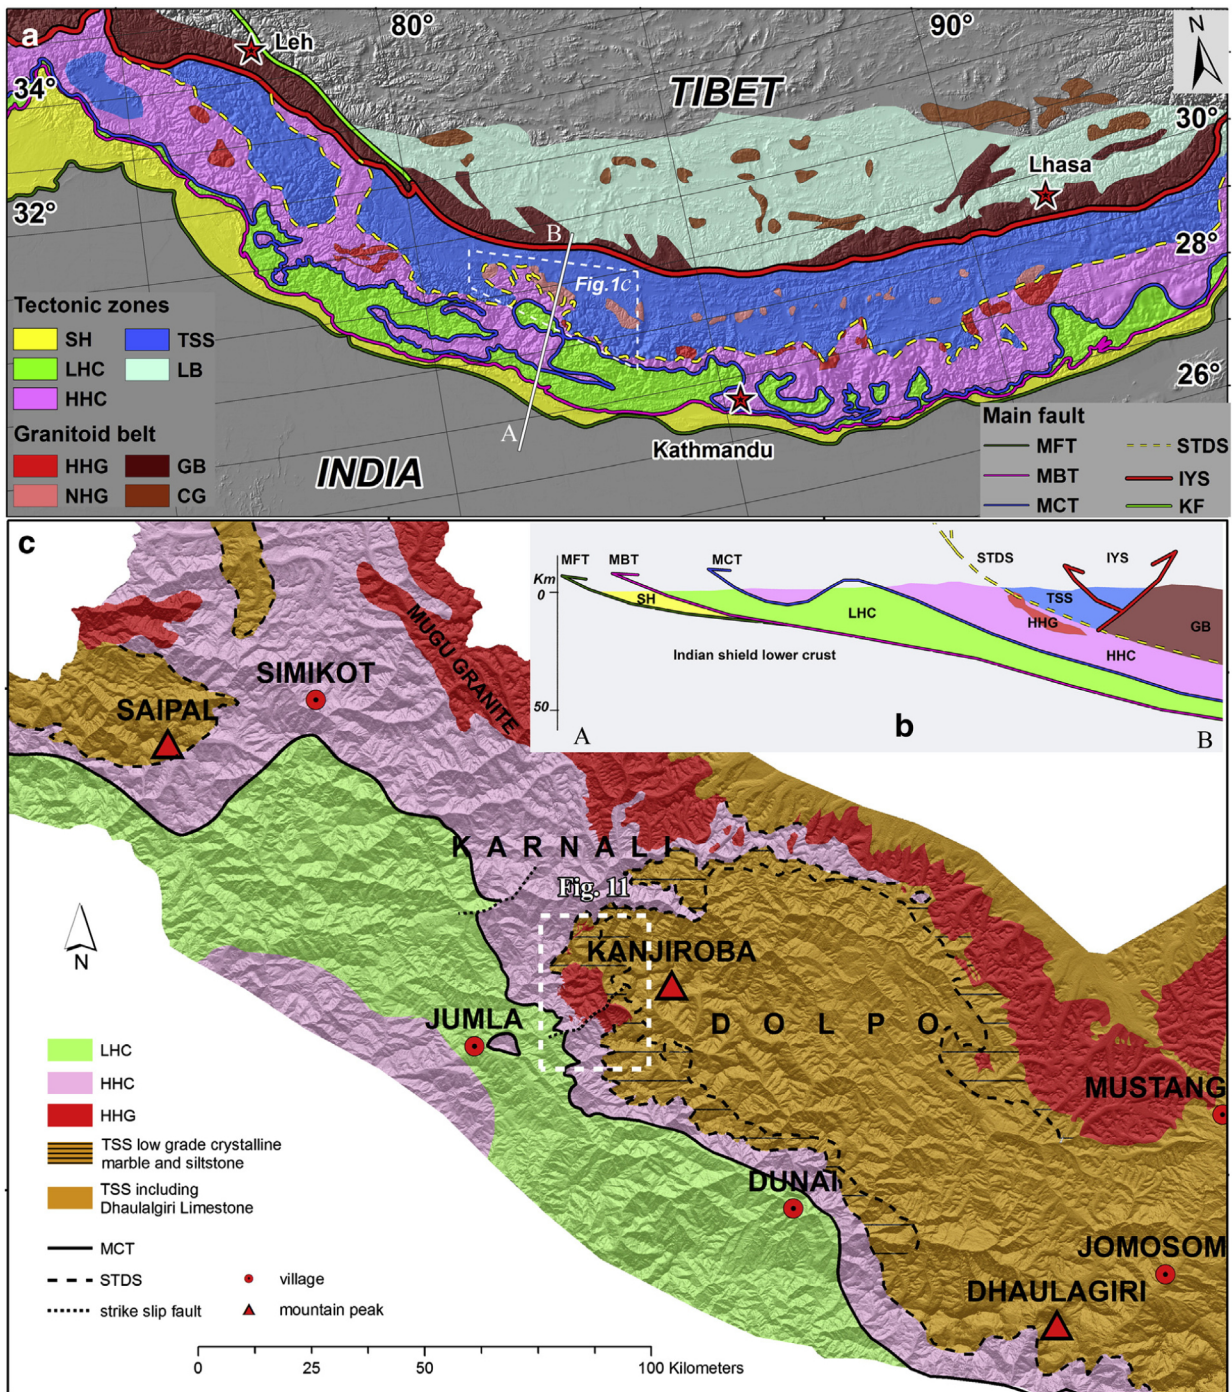 a
Leh
80°
90°
N
34°
TIBET
30°
Lhasa
32°
B
28°
Fig.1c
Tectonic zones
SH
TSS
LHC
LB
HHC
26°
A
Granitoid belt
HHG
GB
NHG
CG
Kathmandu
INDIA
Main fault
MFT
STDS
MBT
IYS
MCT
KF
c
MFT
MBT
MCT
STDS
IYS
Km
0
SH
LHC
TSS
HHG
GB
HHC
Indian shield lower crust
50
A
b
B
MUGU GRANITE
SIMIKOT
SAIPAL
KARNALI
Fig. 11
N
KANJIROBA
JUMLA
DOLPO
MUSTANG
DUNAI
JOMOSOM
DHAULAGIRI
LHC
HHC
HHG
TSS low grade crystalline
marble and siltstone
TSS including
Dhaulagiri Limestone
MCT
STDS
village
strike slip fault
mountain peak
0
25
50
100 Kilometers